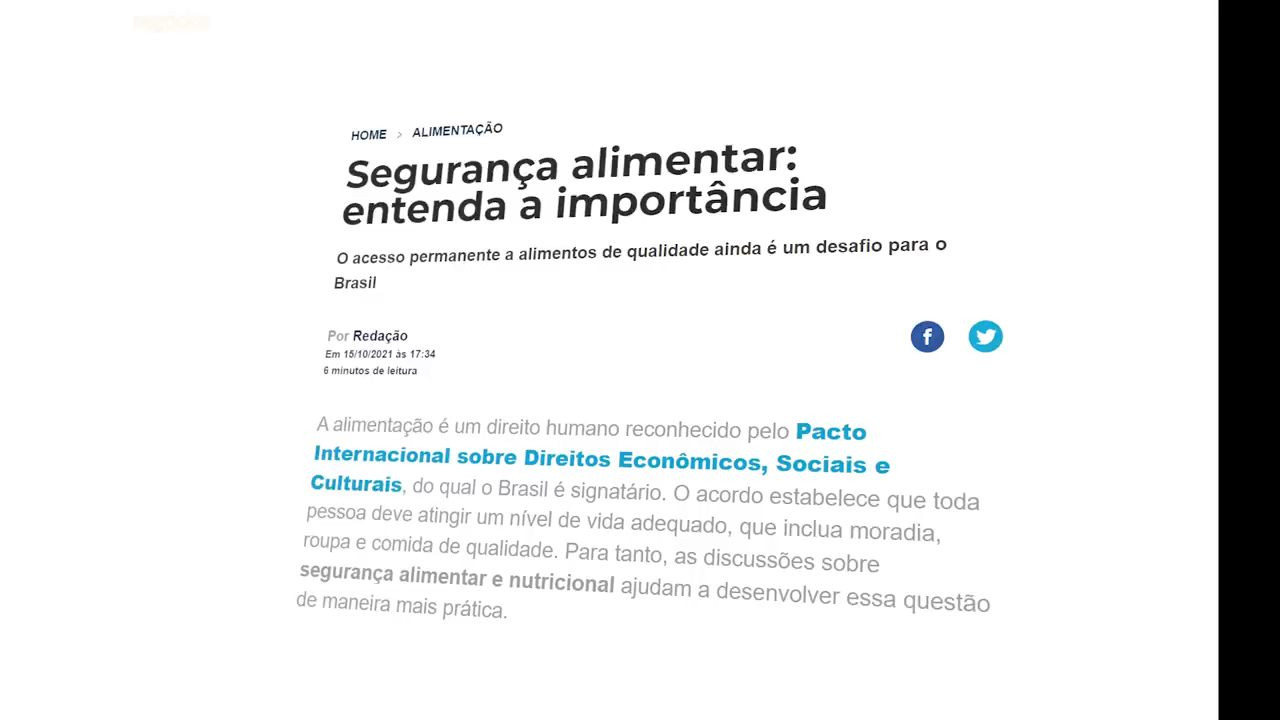 HOME > ALIMENTAÇÃO
Segurança alimentar:
entenda a importância
O acesso permanente a alimentos de qualidade ainda é um desafio para o
Brasil
Por Redação
Em 15/10/2021 às 17:34
6 minutos de leitura
A alimentação é um direito humano reconhecido pelo Pacto
Internacional sobre Direitos Econômicos, Sociais e
Culturais, do qual o Brasil é signatário. O acordo estabelece que toda
pessoa deve atingir um nível de vida adequado, que inclua moradia,
roupa e comida de qualidade. Para tanto, as discussões sobre
segurança alimentar e nutricional ajudam a desenvolver essa questão
de maneira mais prática.